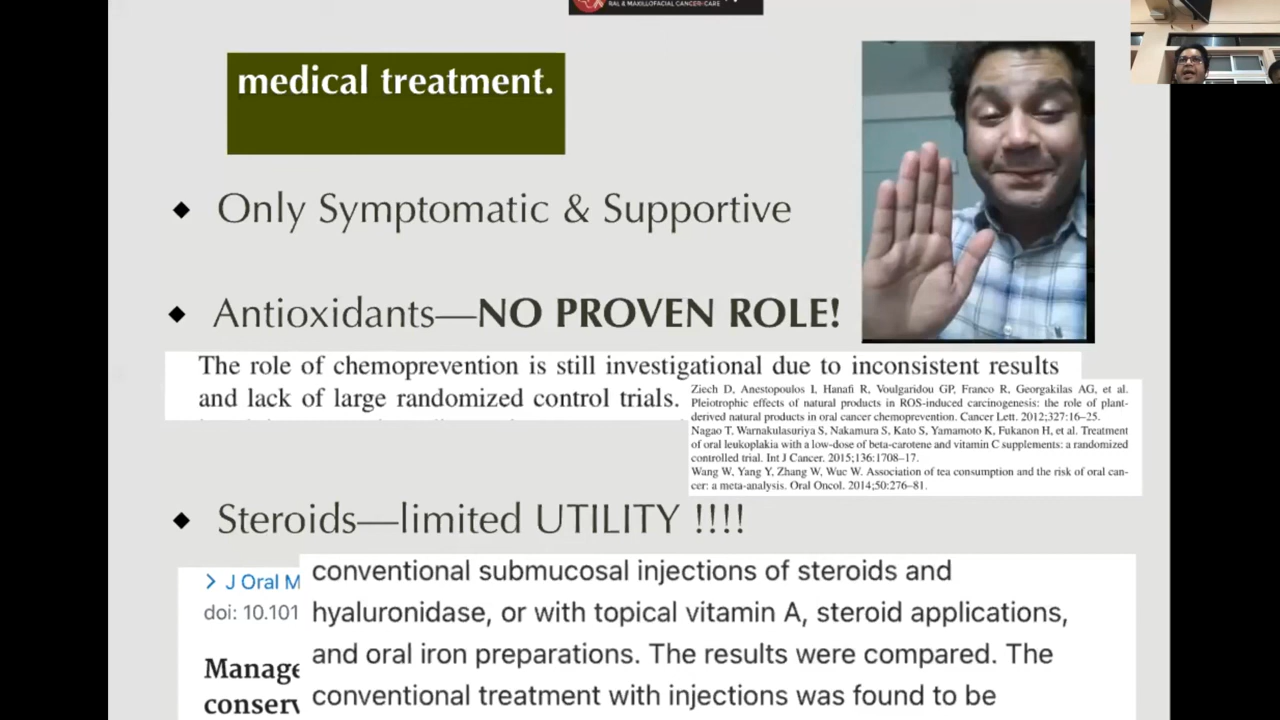 RAL & MAXILLOFACIAL CANCER CARE
medical treatment.
◆ Only Symptomatic & Supportive
◆ Antioxidants—NO PROVEN ROLE!
The role of chemoprevention is still investigational due to inconsistent results
and lack of large randomized control trials.
Ziech D, Anestopoulos I, Hanafi R, Voulgaridou GP, Franco R, Georgakilas AG, et al.
Pleiotrophic effects of natural products in ROS-induced carcinogenesis: the role of plant-
derived natural products in oral cancer chemoprevention. Cancer Lett. 2012;327:16–25.
Nagao T, Warnakulasuriya S, Nakamura S, Kato S, Yamamoto K, Fukanon H, et al. Treatment
of oral leukoplakia with a low-dose of beta-carotene and vitamin C supplements: a randomized
controlled trial. Int J Cancer. 2015;136:1708–17.
Wang W, Yang Y, Zhang W, Wuc W. Association of tea consumption and the risk of oral can-
cer: a meta-analysis. Oral Oncol. 2014;50:276–81.
◆ Steroids—limited UTILITY !!!!
> J Oral M
doi: 10.101
Manage
conserv
conventional submucosal injections of steroids and
hyaluronidase, or with topical vitamin A, steroid applications,
and oral iron preparations. The results were compared. The
conventional treatment with injections was found to be